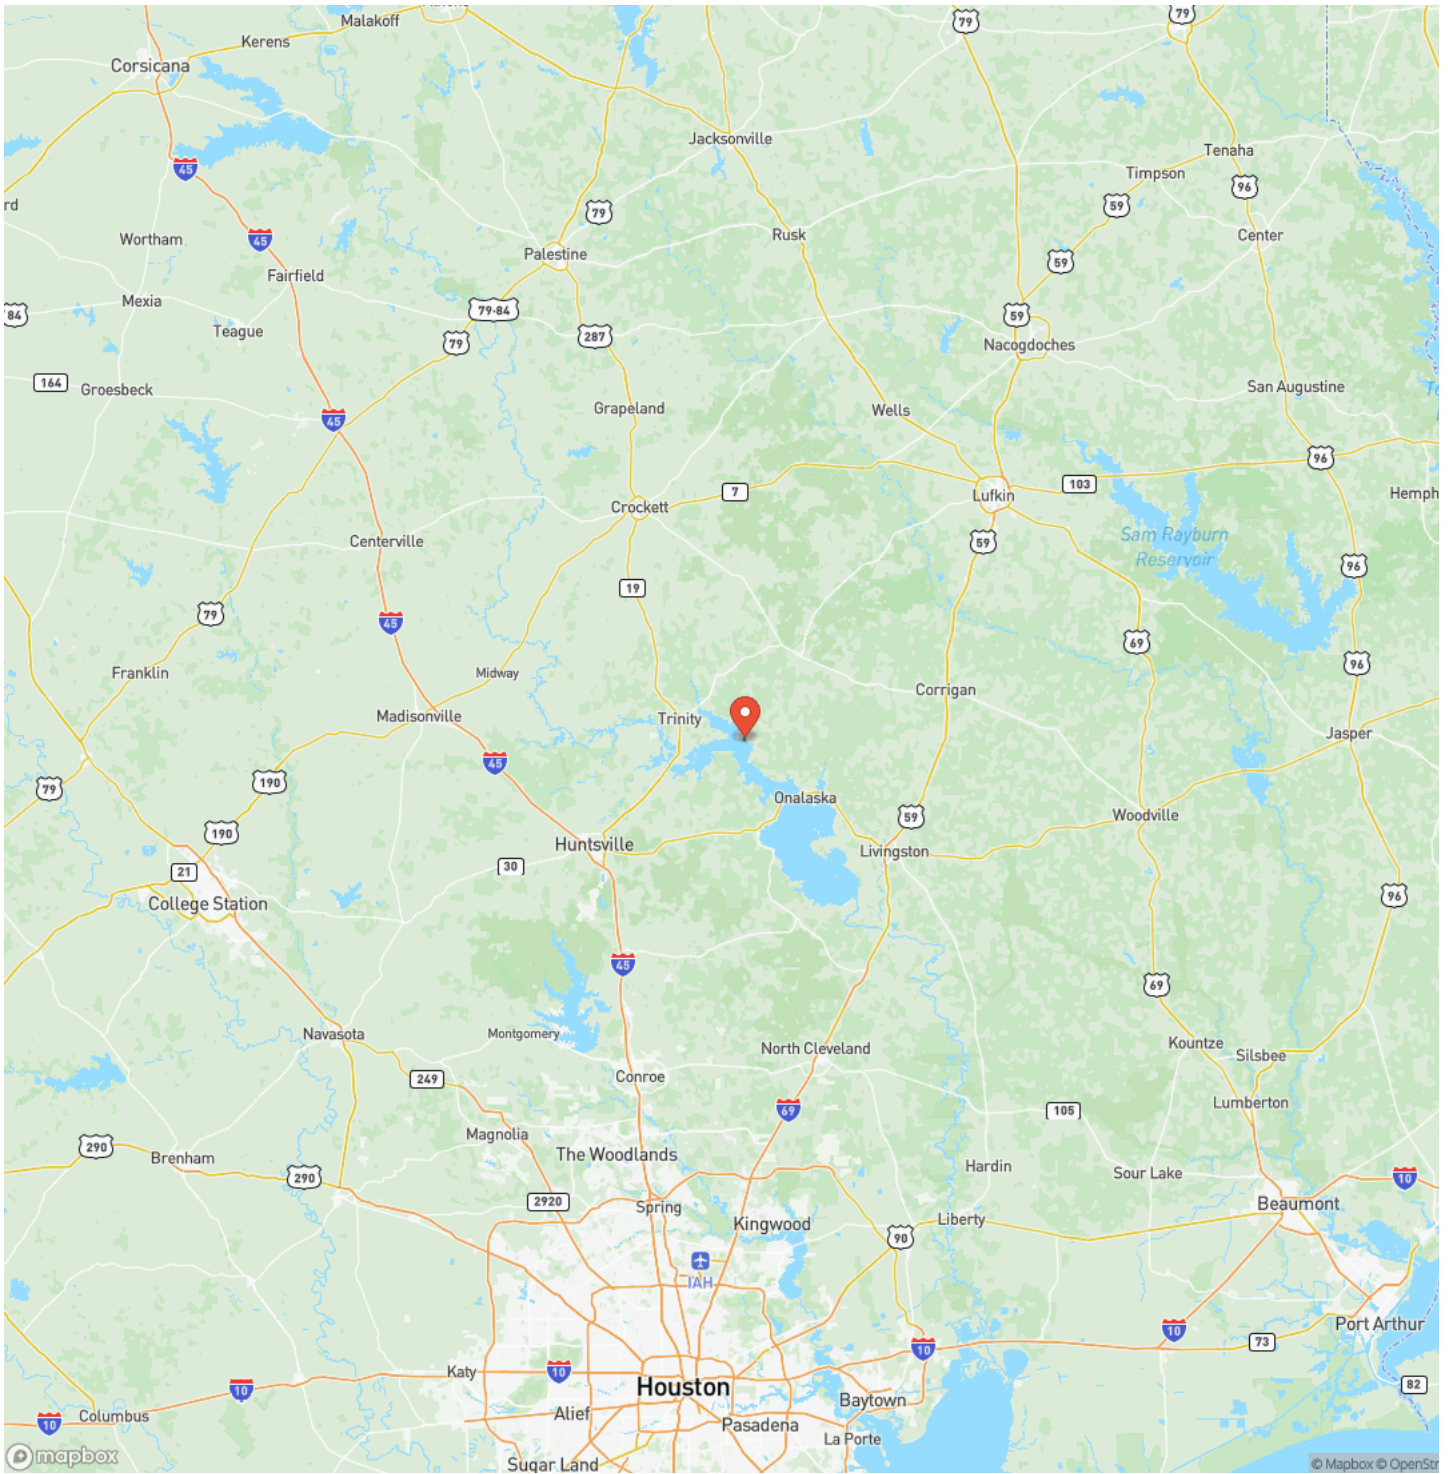 79
79
Malakoff
Kerens
Corsicana
Jacksonville
45
Tenaha
Timpson
96
rd
79
59
Wortham
45
Palestine
Rusk
Center
59
Fairfield
Mexia
84
79-84
59
Teague
79
287
Nacogdoches
164
Groesbeck
San Augustine
Grapeland
Wells
45
96
7
103
Lufkin
Hemph
Crockett
Centerville
59
Sam Rayburn
Reservoir
96
19
79
45
69
Franklin
Midway
96
Corrigan
Madisonville
Trinity
Jasper
45
190
79
Onalaska
59
Woodville
190
Huntsville
Livingston
30
21
96
College Station
45
69
Navasota
Montgomery
North Cleveland
Kountze
Silsbee
Conroe
249
Lumberton
69
105
Magnolia
290
Brenham
The Woodlands
Hardin
Sour Lake
290
10
2920
Spring
Beaumont
Kingwood
Liberty
90
IAH
Port Arthur
10
73
10
Katy
10
10
Houston
82
Baytown
Columbus
10
Alief
Pasadena
La Porte
mapbox
Sugar Land
© Mapbox © OpenStr